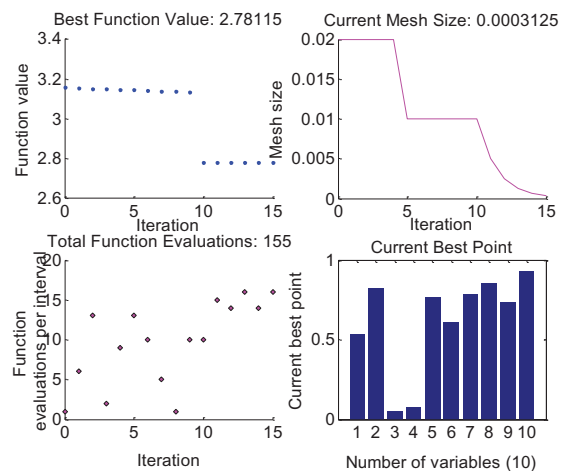 Best Function Value: 2.78115
3.4
3.2
3
2.8
2.6
Function value
0 5 10 15
Iteration
Current Mesh Size: 0.0003125
0.02
0.015
0.01
0.005
0
Mesh size
0 5 10 15
Iteration
Total Function Evaluations: 155
20
15
10
5
0
Function
evaluations per interval
0 5 10 15
Iteration
Current Best Point
1
0.5
0
Current best point
1 2 3 4 5 6 7 8 9 10
Number of variables (10)